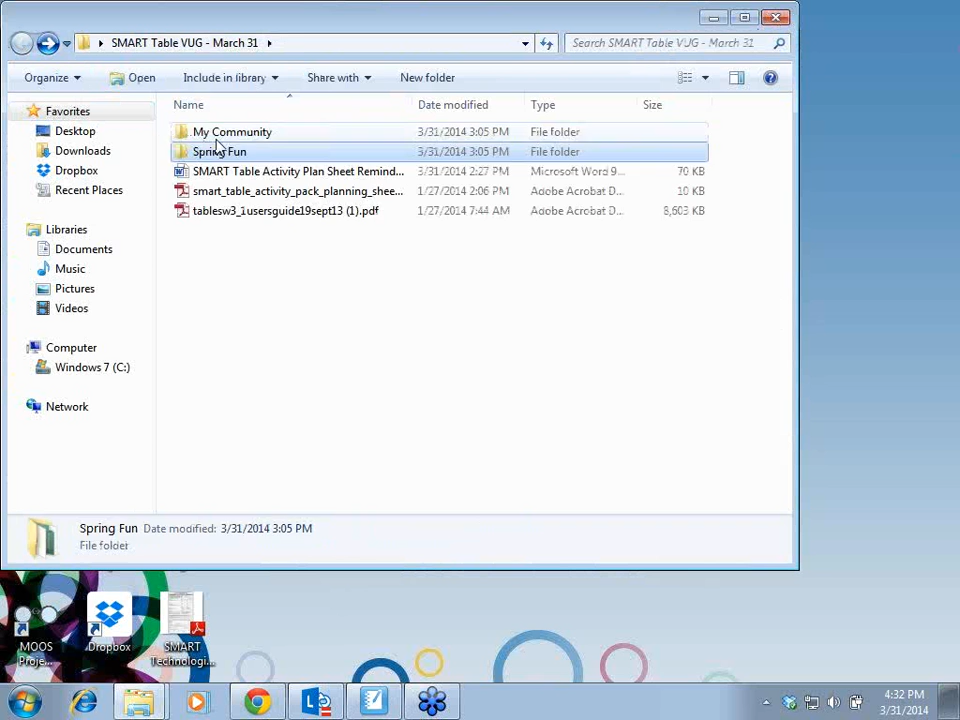 SMART Table VUG - March 31
Search SMART Table VUG - March 31
Organize Open Include in library Share with New folder
Name Date modified Type Size
Favorites
Desktop
Downloads
Dropbox
Recent Places
Libraries
Documents
Music
Pictures
Videos
Computer
Windows 7 (C:)
Network
My Community 3/31/2014 3:05 PM File folder
Spring Fun 3/31/2014 3:05 PM File folder
SMART Table Activity Plan Sheet Remind... 3/31/2014 2:27 PM Microsoft Word 9... 79 KB
smart_table_activity_pack_planning_shee... 1/27/2014 2:06 PM Adobe Acrobat D... 19 KB
tablesw3_1usersguide19sept13 (1).pdf 1/27/2014 7:44 AM Adobe Acrobat D... 8,603 KB
Spring Fun Date modified: 3/31/2014 3:05 PM
File folder
MOOS Proje...
Dropbox
SMART Technologi...
4:32 PM
3/31/2014